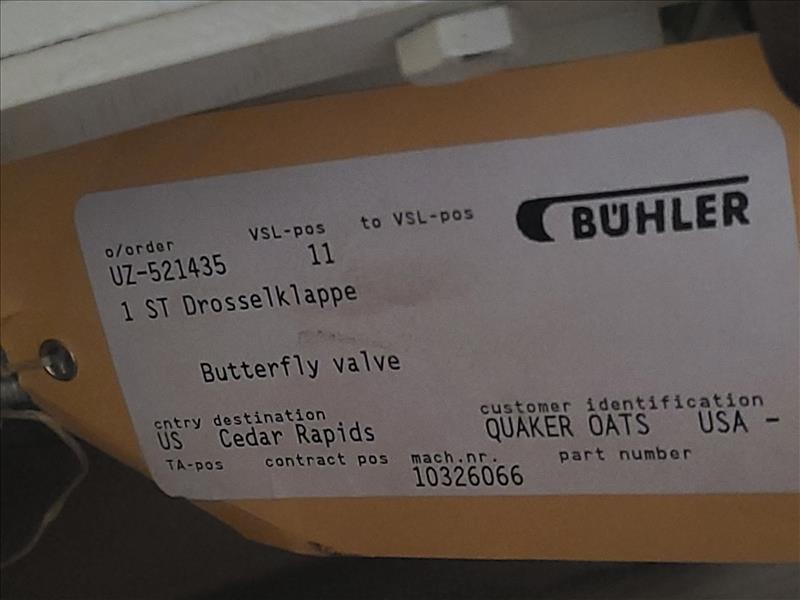 BÜHLER
o/order VSL-pos to VSL-pos
UZ-521435 11
1 ST Drosselklappe
Butterfly valve
cntry destination customer identification
US Cedar Rapids QUAKER OATS USA -
TA-pos contract pos mach.nr. part number
10326066